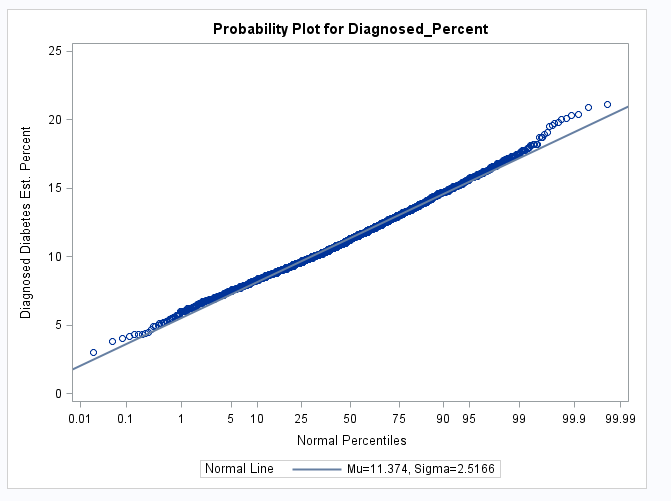 Probability Plot for Diagnosed_Percent
25
20
15
10
5
0
Diagnosed Diabetes Est. Percent
0.01 0.1 1 5 10 25 50 75 90 95 99 99.9 99.99
Normal Percentiles
Normal Line Mu=11.374, Sigma=2.5166